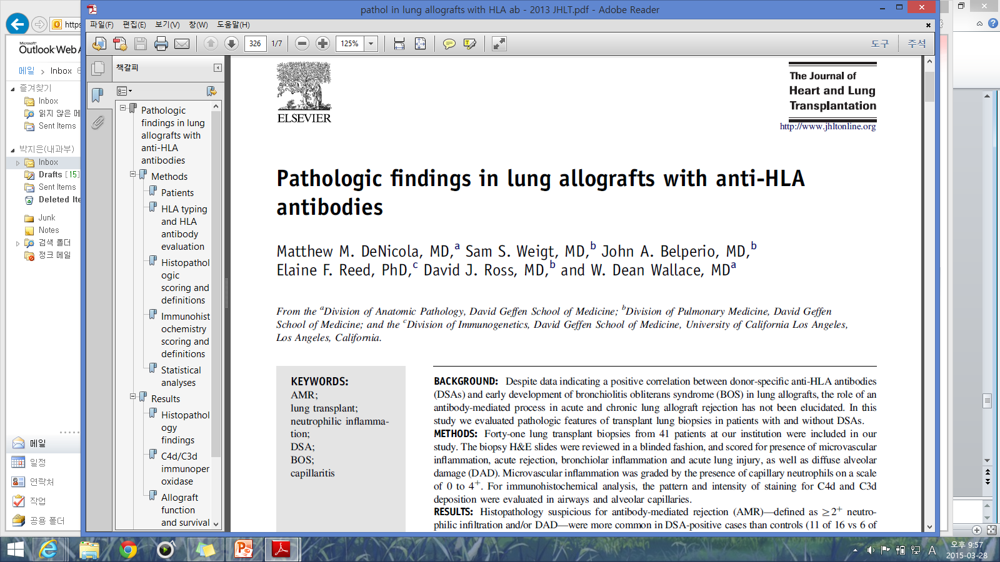 pathol in lung allografts with HLA ab - 2013 JHLT.pdf - Adobe Reader
https
파일(F) 편집(E) 보기(V) 창(W) 도움말(H)
326 1/7 125% 도구 주석
Microsoft
Outlook Web
메일 > Inbox
즐겨찾기
Inbox
읽지 않은
Sent Items
박지은(내과부)
Inbox
Drafts [15]
Sent Items
Deleted Ite
Junk
Notes
검색 폴더
정크 메일
메일
일정
연락처
작업
공용 폴더
책갈피
Pathologic
findings in lung
allografts with
anti-HLA
antibodies
Methods
Patients
HLA typing
and HLA
antibody
evaluation
Histopathol
ogic
scoring and
definitions
Immunohist
ochemistry
scoring and
definitions
Statistical
analyses
Results
Histopathol
ogy
findings
C4d/C3d
immunoper
oxidase
Allograft
function
and survival
ELSEVIER
The Journal of
Heart and Lung
Transplantation
http://www.jhltonline.org
Pathologic findings in lung allografts with anti-HLA
antibodies
Matthew M. DeNicola, MD,a Sam S. Weigt, MD,b John A. Belperio, MD,b
Elaine F. Reed, PhD,c David J. Ross, MD,b and W. Dean Wallace, MDa
From the aDivision of Anatomic Pathology, David Geffen School of Medicine; bDivision of Pulmonary Medicine, David Geffen
School of Medicine; and the cDivision of Immunogenetics, David Geffen School of Medicine, University of California Los Angeles,
Los Angeles, California.
KEYWORDS:
AMR;
lung transplant;
neutrophilic inflamma-
tion;
DSA;
BOS;
capillaritis
BACKGROUND: Despite data indicating a positive correlation between donor-specific anti-HLA antibodies
(DSAs) and early development of bronchiolitis obliterans syndrome (BOS) in lung allografts, the role of an
antibody-mediated process in acute and chronic lung allograft rejection has not been elucidated. In this
study we evaluated pathologic features of transplant lung biopsies in patients with and without DSAs.
METHODS: Forty-one lung transplant biopsies from 41 patients at our institution were included in our
study. The biopsy H&E slides were reviewed in a blinded fashion, and scored for presence of microvascular
inflammation, acute rejection, bronchiolar inflammation and acute lung injury, as well as diffuse alveolar
damage (DAD). Microvascular inflammation was graded by the presence of capillary neutrophils on a scale
of 0 to 4+. For immunohistochemical analysis, the pattern and intensity of staining for C4d and C3d
deposition were evaluated in airways and alveolar capillaries.
RESULTS: Histopathology suspicious for antibody-mediated rejection (AMR)—defined as ≥2+ neutro-
philic infiltration and/or DAD—were more common in DSA-positive cases than controls (11 of 16 vs 6 of
A 오후 9:57
2015-03-28